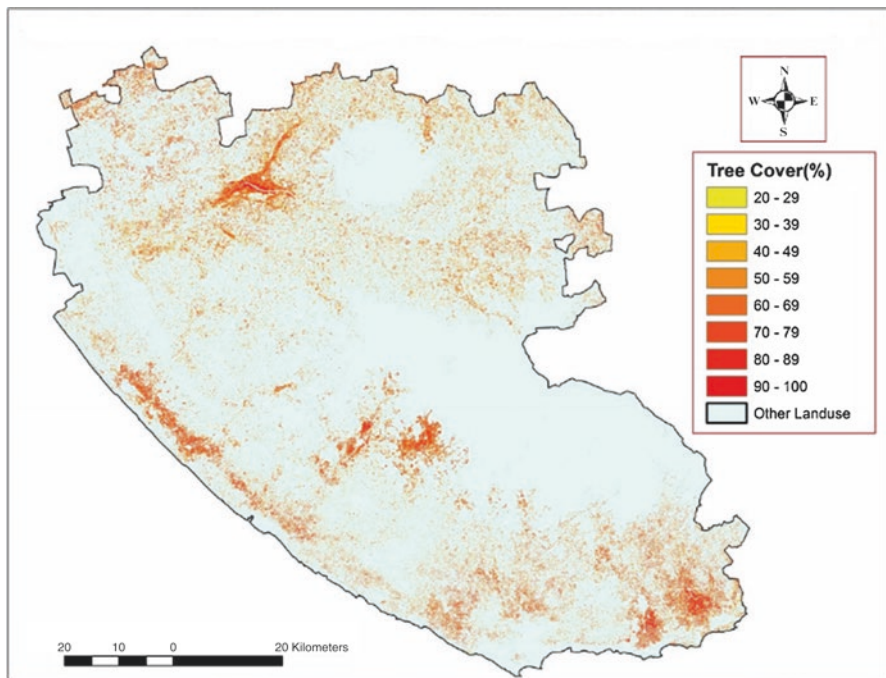 N
W E
S
Tree Cover(%)
20 - 29
30 - 39
40 - 49
50 - 59
60 - 69
70 - 79
80 - 89
90 - 100
Other Landuse
20 10 0 20 Kilometers